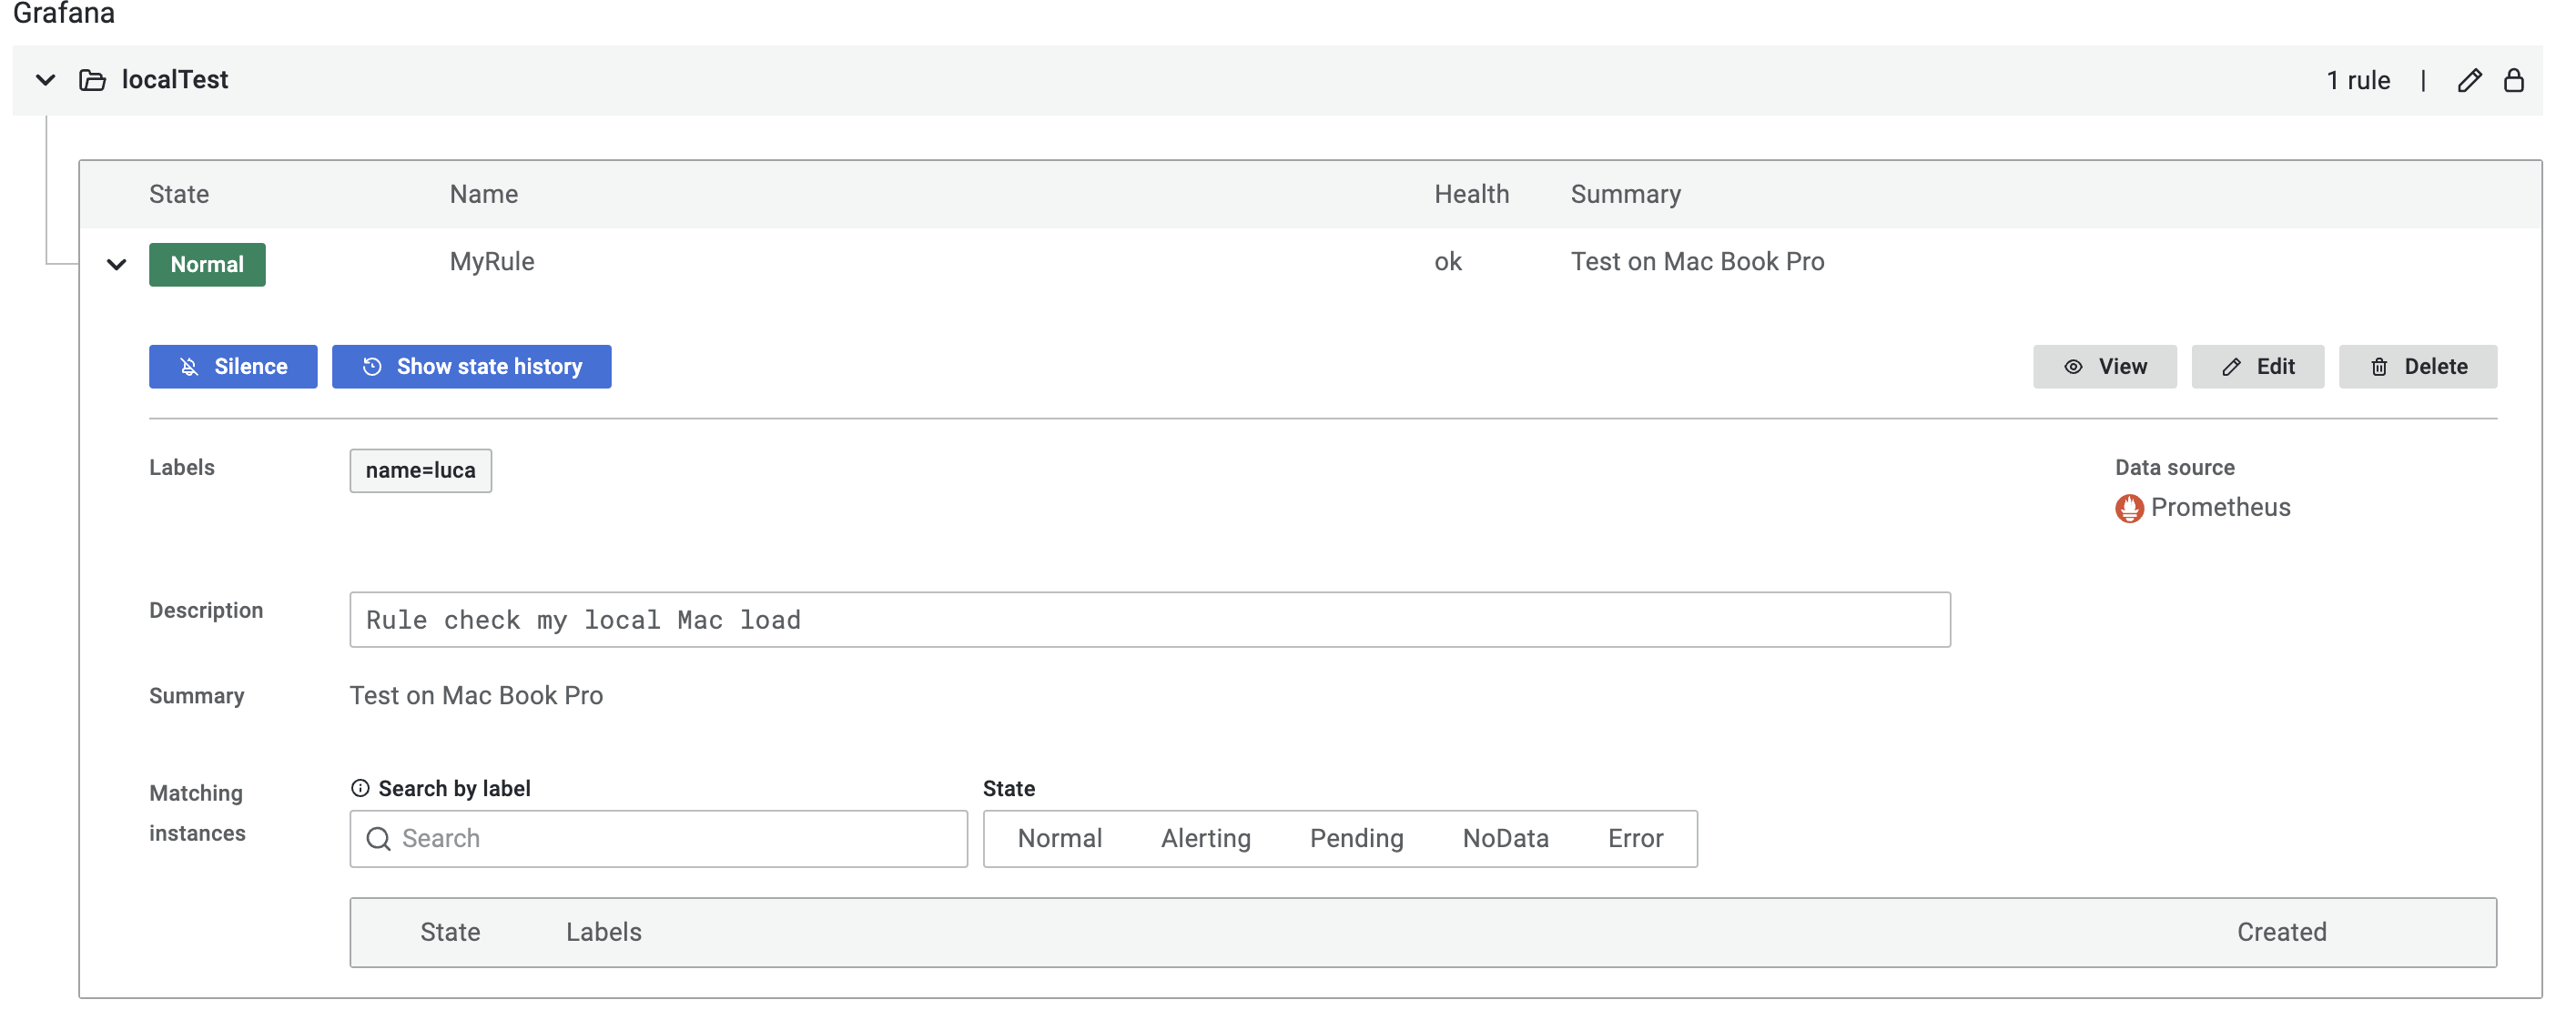 Grafana
localTest 1 rule |
State Name Health Summary
Normal MyRule ok Test on Mac Book Pro
Silence Show state history View Edit Delete
Labels name=luca Data source
Prometheus
Description Rule check my local Mac load
Summary Test on Mac Book Pro
Matching instances
Search by label State
Search Normal Alerting Pending NoData Error
State Labels Created